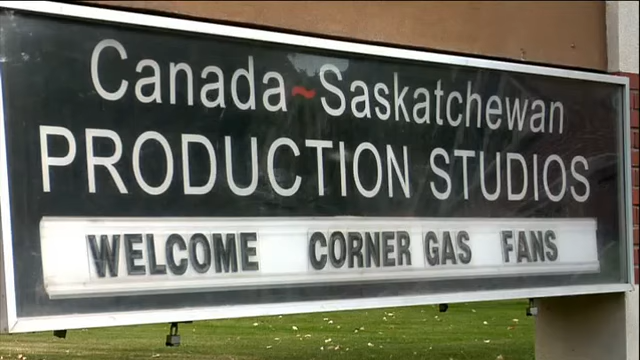 Canada~Saskatchewan
PRODUCTION STUDIOS
WELCOME CORNER GAS FANS